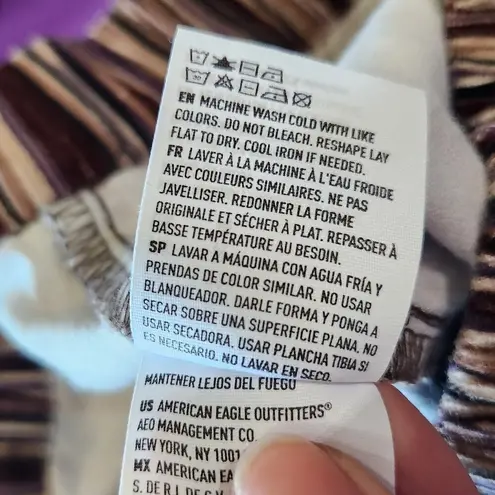 EN MACHINE WASH COLD WITH LIKE
COLORS. DO NOT BLEACH. RESHAPE LAY
FLAT TO DRY. COOL IRON IF NEEDED.
FR LAVER À LA MACHINE À L'EAU FROIDE
AVEC COULEURS SIMILAIRES. NE PAS
JAVELLISER. REDONNER LA FORME
ORIGINALE ET SÉCHER À PLAT. REPASSER À
BASSE TEMPÉRATURE AU BESOIN.
SP LAVAR A MÁQUINA CON AGUA FRÍA Y
PRENDAS DE COLOR SIMILAR. NO USAR
BLANQUEADOR. DARLE FORMA Y PONGA A
SECAR SOBRE UNA SUPERFICIE PLANA. NO
USAR SECADORA. USAR PLANCHA TIBIA SI
ES NECESARIO. NO LAVAR EN SECO.
MANTENER LEJOS DEL FUEGO
US AMERICAN EAGLE OUTFITTERS®
AEO MANAGEMENT CO.
NEW YORK, NY 1001
MX AMERICAN EA
S. DE R.L. DE C.V.